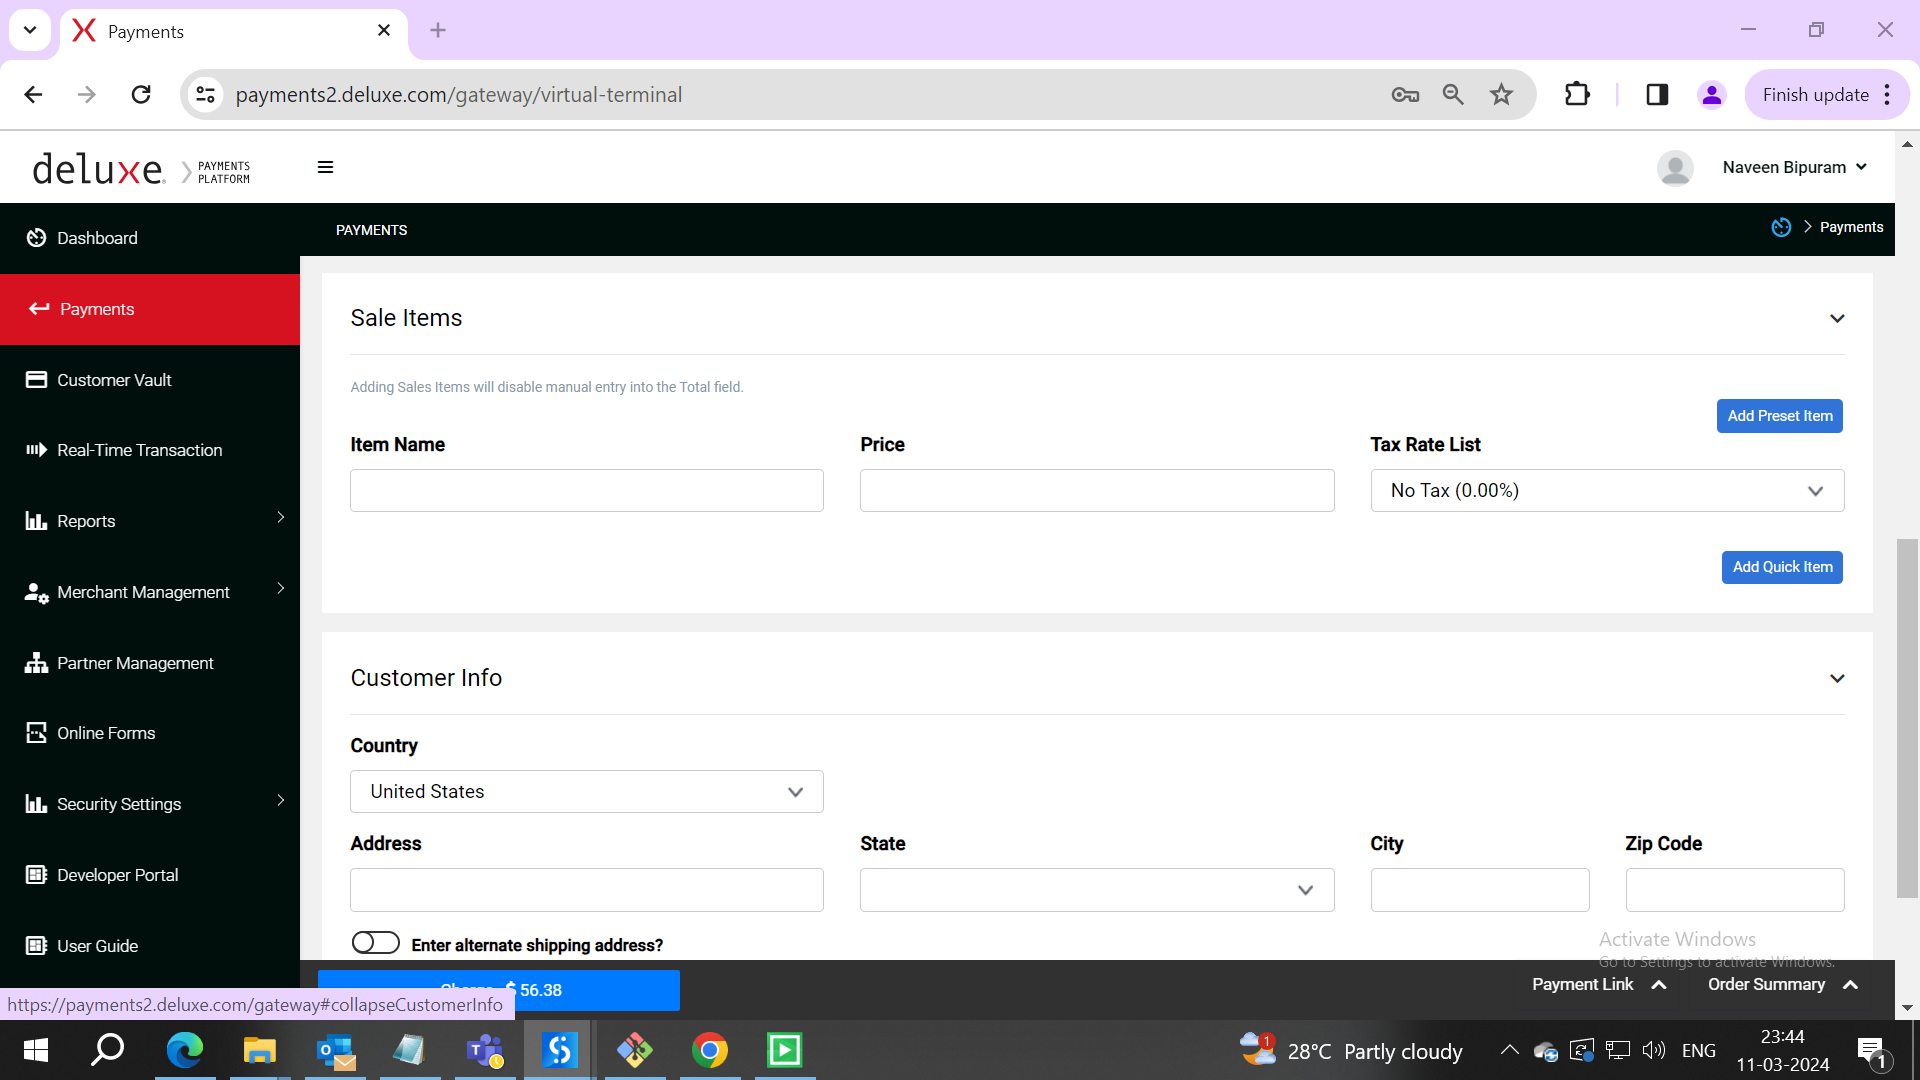 Payments
payments2.deluxe.com/gateway/virtual-terminal
Finish update
deluxe. PAYMENTS
PLATFORM
Naveen Bipuram
Dashboard
PAYMENTS
Payments
Payments
Customer Vault
Real-Time Transaction
Reports
Merchant Management
Partner Management
Online Forms
Security Settings
Developer Portal
User Guide
Sale Items
Adding Sales Items will disable manual entry into the Total field.
Add Preset Item
Item Name
Price
Tax Rate List
No Tax (0.00%)
Add Quick Item
Customer Info
Country
United States
Address
State
City
Zip Code
Enter alternate shipping address?
Activate Windows
Go to Settings to activate Windows.
Charge $ 56.38
Payment Link
Order Summary
https://payments2.deluxe.com/gateway#collapseCustomerInfo
1
28°C Partly cloudy
ENG
23:44
11-03-2024
1